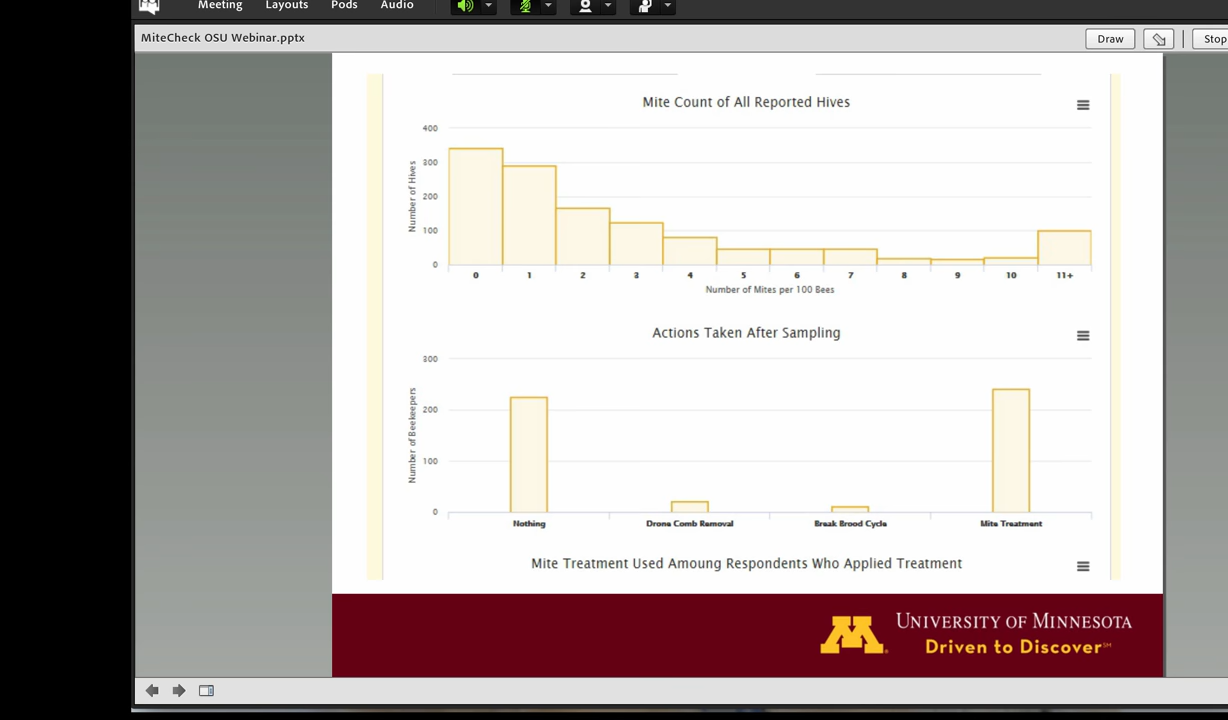 Meeting Layouts Pods Audio
MiteCheck OSU Webinar.pptx
Draw
Stop
Mite Count of All Reported Hives
Number of Hives
400
300
200
100
0
0 1 2 3 4 5 6 7 8 9 10 11+
Number of Mites per 100 Bees
Actions Taken After Sampling
Number of Beekeepers
300
200
100
0
Nothing Drone Comb Removal Break Brood Cycle Mite Treatment
Mite Treatment Used Amoung Respondents Who Applied Treatment
M
UNIVERSITY OF MINNESOTA
Driven to Discover℠